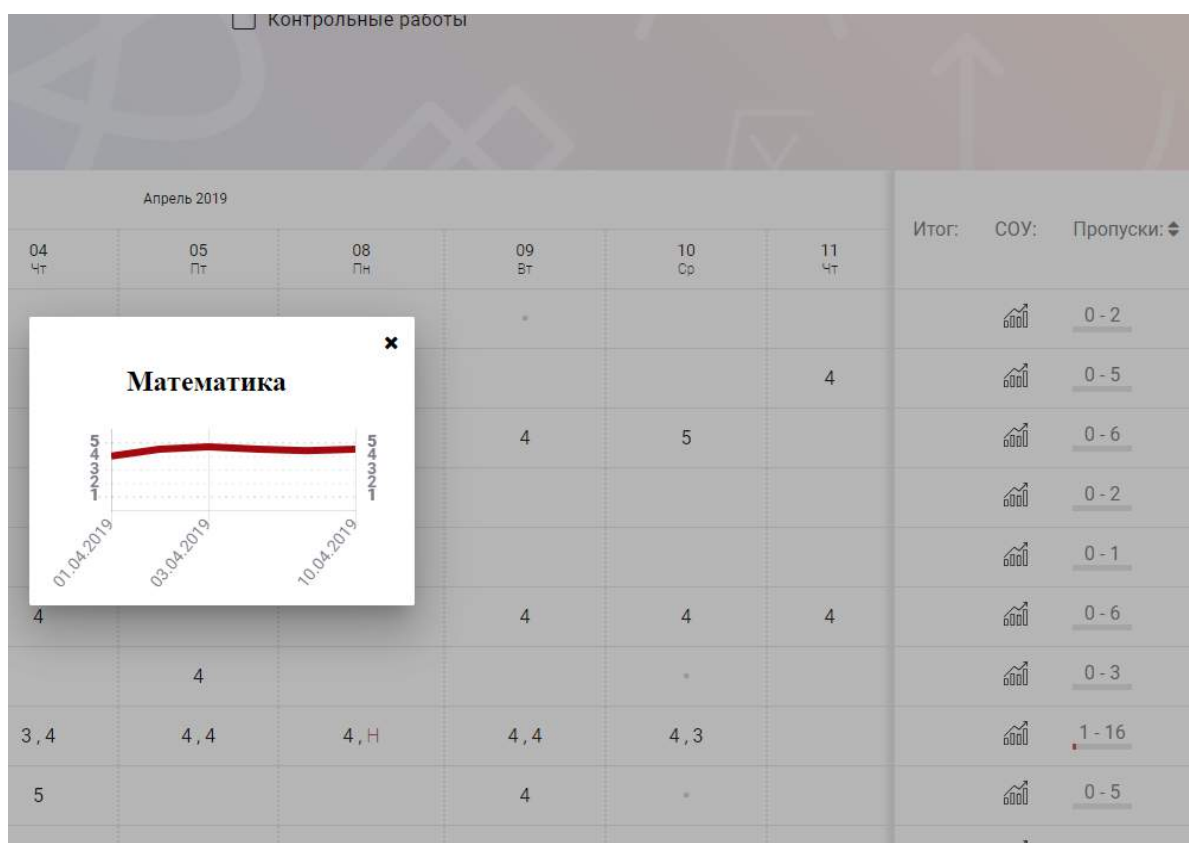 Контрольные работы
Апрель 2019
Итог: СОУ: Пропуски:
04 05 08 09 10 11
Чт Пт Пн Вт Ср Чт
0 - 2
Математика
4 0 - 5
5 5
4 4
3 3
2 2
1 1
01.04.2019 03.04.2019 10.04.2019
4 5 0 - 6
0 - 2
0 - 1
4 4 4 4 0 - 6
4 0 - 3
3 , 4 4 , 4 4 , Н 4 , 4 4 , 3 1 - 16
5 4 0 - 5